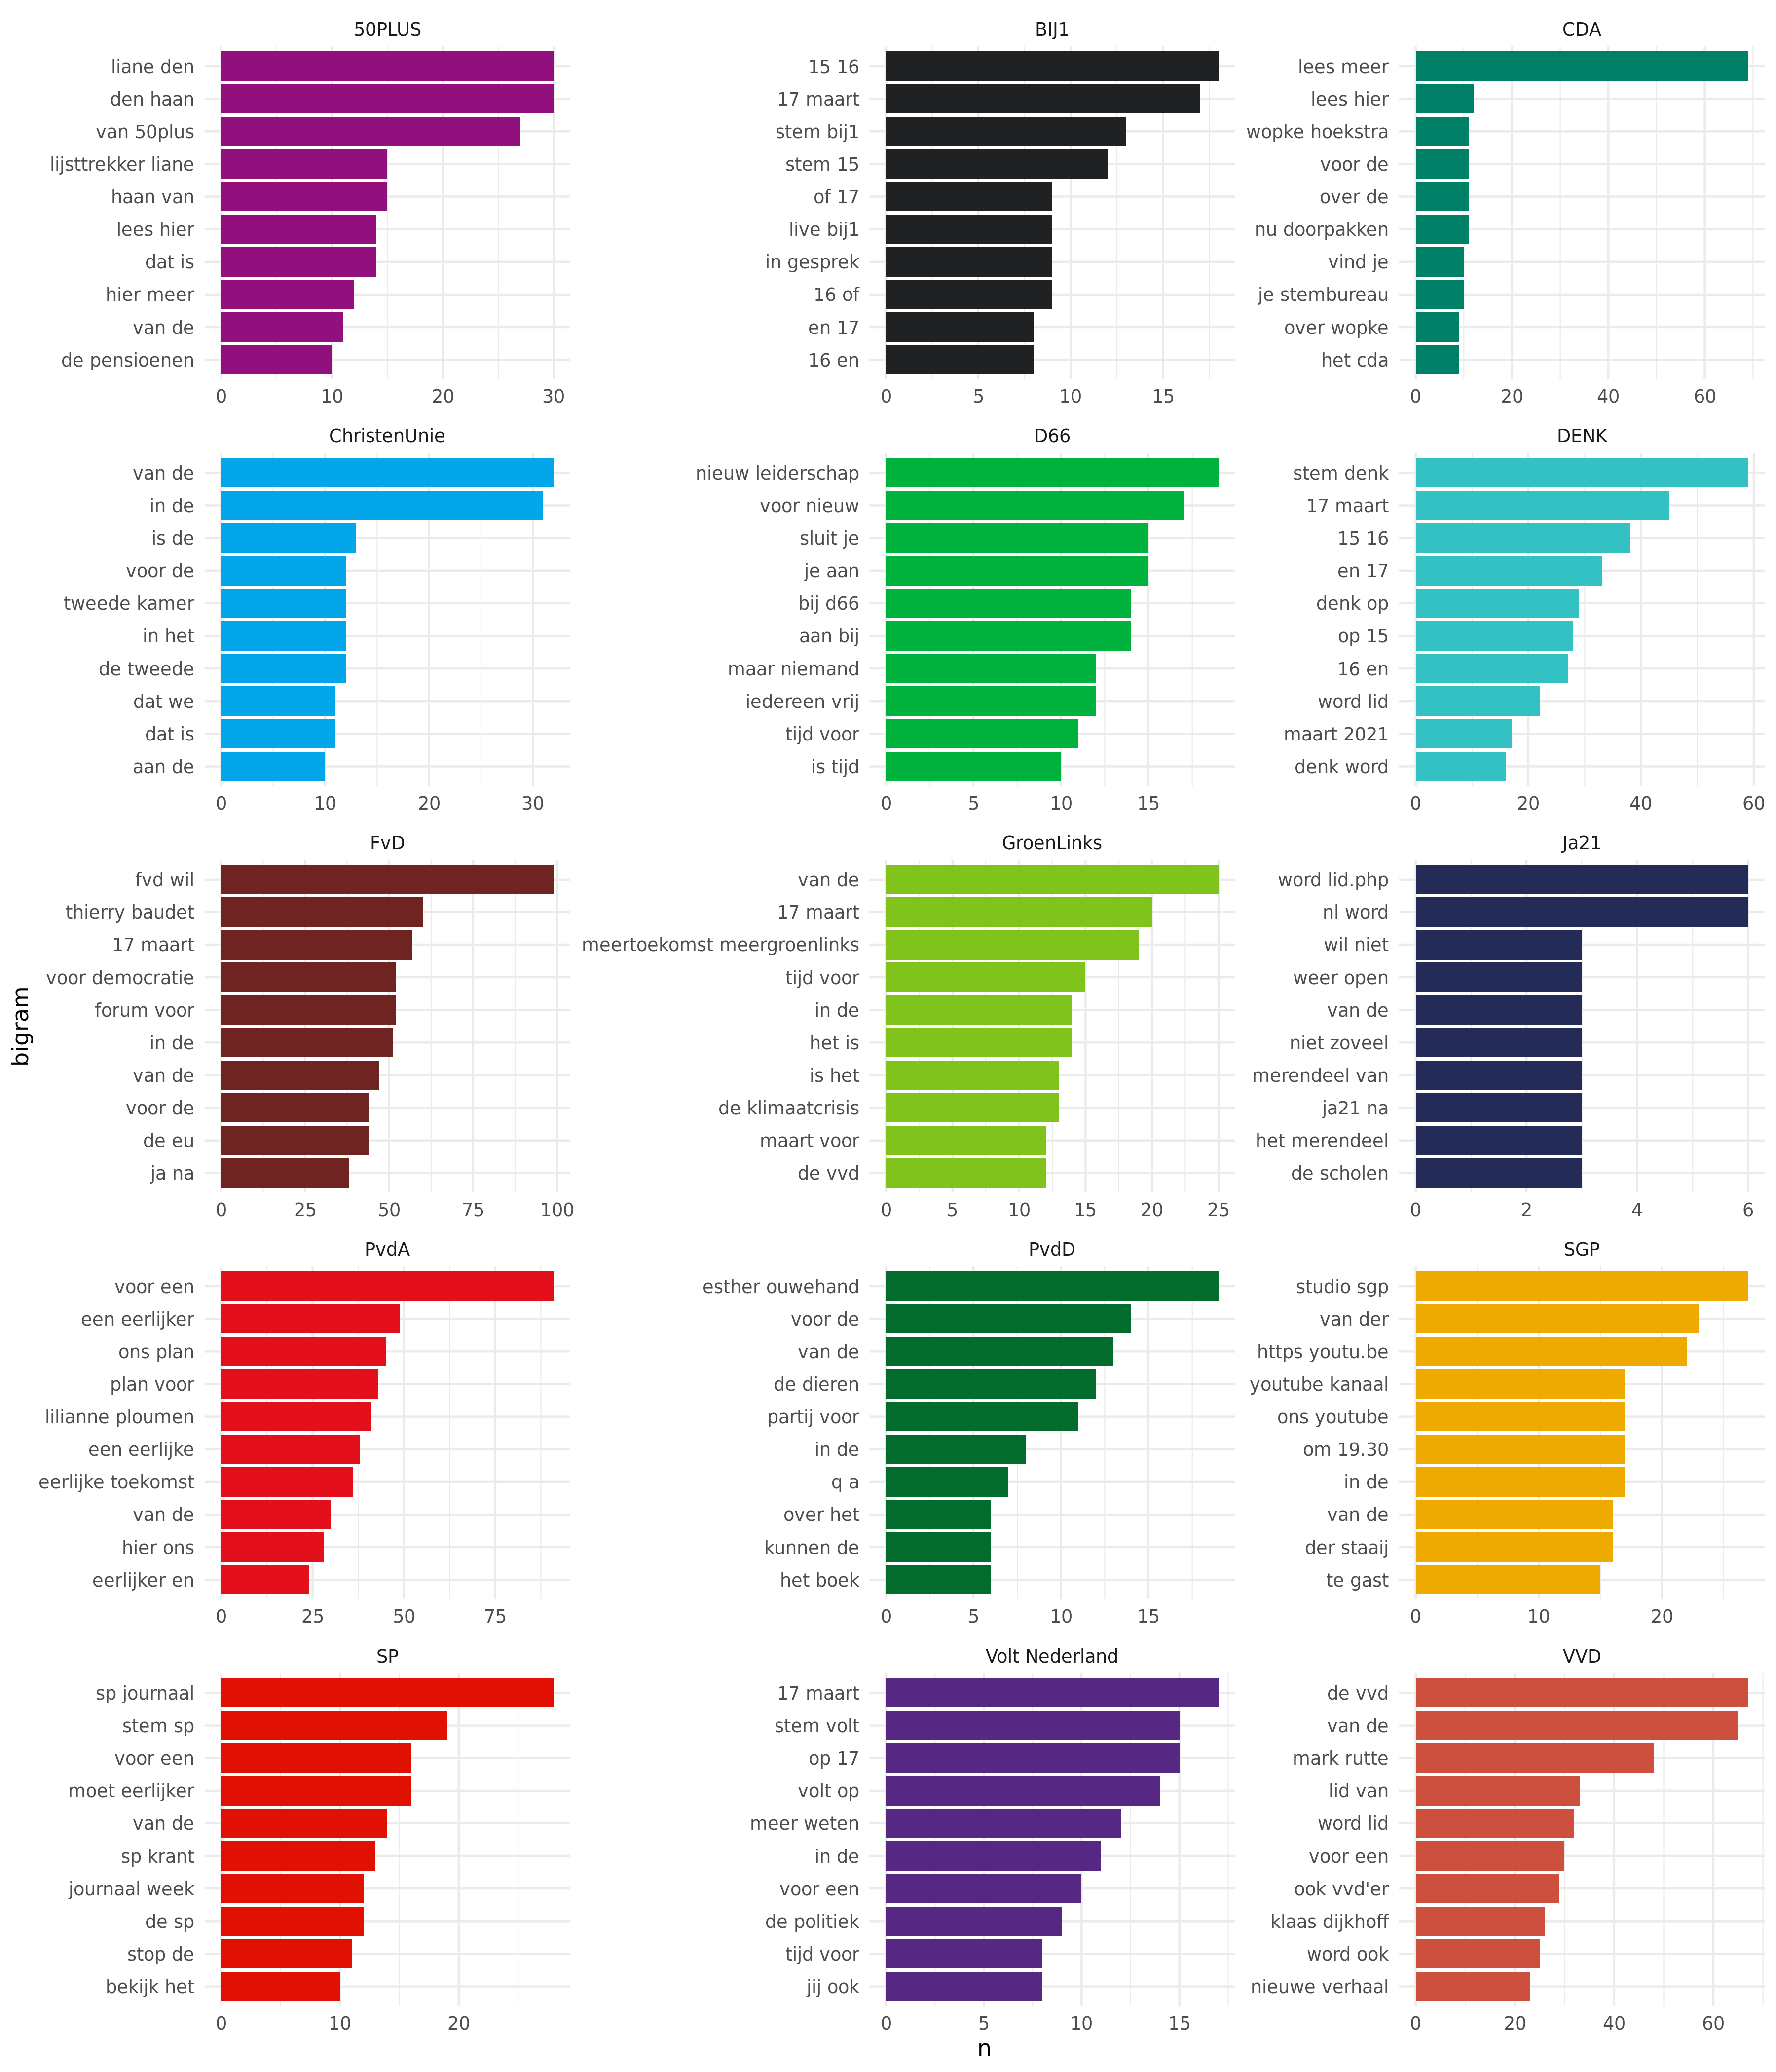 50PLUS
liane den
den haan
van 50plus
lijsttrekker liane
haan van
lees hier
dat is
hier meer
van de
de pensioenen
0 10 20 30
BIJ1
15 16
17 maart
stem bij1
stem 15
of 17
live bij1
in gesprek
16 of
en 17
16 en
0 5 10 15
CDA
lees meer
lees hier
wopke hoekstra
voor de
over de
nu doorpakken
vind je
je stembureau
over wopke
het cda
0 20 40 60
ChristenUnie
van de
in de
is de
voor de
tweede kamer
in het
de tweede
dat we
dat is
aan de
0 10 20 30
D66
nieuw leiderschap
voor nieuw
sluit je
je aan
bij d66
aan bij
maar niemand
iedereen vrij
tijd voor
is tijd
0 5 10 15
DENK
stem denk
17 maart
15 16
en 17
denk op
op 15
16 en
word lid
maart 2021
denk word
0 20 40 60
bigram
FvD
fvd wil
thierry baudet
17 maart
voor democratie
forum voor
in de
van de
voor de
de eu
ja na
0 25 50 75 100
GroenLinks
van de
17 maart
meertoekomst meergroenlinks
tijd voor
in de
het is
is het
de klimaatcrisis
maart voor
de vvd
0 5 10 15 20 25
Ja21
word lid.php
nl word
wil niet
weer open
van de
niet zoveel
merendeel van
ja21 na
het merendeel
de scholen
0 2 4 6
PvdA
voor een
een eerlijker
ons plan
plan voor
lilianne ploumen
een eerlijke
eerlijke toekomst
van de
hier ons
eerlijker en
0 25 50 75
PvdD
esther ouwehand
voor de
van de
de dieren
partij voor
in de
q a
over het
kunnen de
het boek
0 5 10 15
SGP
studio sgp
van der
https youtu.be
youtube kanaal
ons youtube
om 19.30
in de
van de
der staaij
te gast
0 10 20
SP
sp journaal
stem sp
voor een
moet eerlijker
van de
sp krant
journaal week
de sp
stop de
bekijk het
0 10 20
Volt Nederland
17 maart
stem volt
op 17
volt op
meer weten
in de
voor een
de politiek
tijd voor
jij ook
0 5 10 15
VVD
de vvd
van de
mark rutte
lid van
word lid
voor een
ook vvd'er
klaas dijkhoff
word ook
nieuwe verhaal
0 20 40 60
n